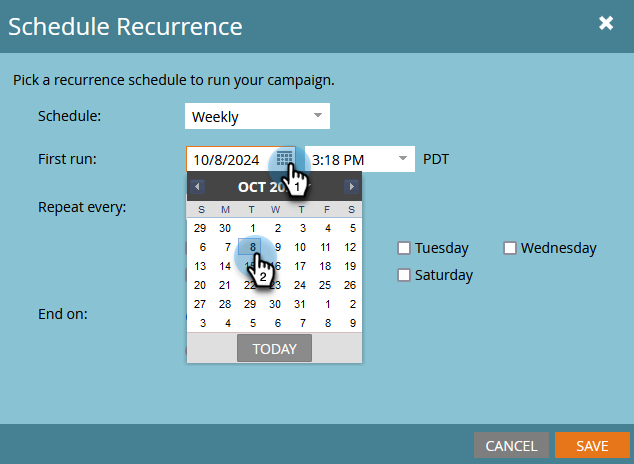 Schedule Recurrence
Pick a recurrence schedule to run your campaign.
Schedule: Weekly
First run: 10/8/2024 3:18 PM PDT
1
OCT
Repeat every:
S M T W T F S
29 30 1 2 3 4 5
6 7 8 9 10 11 12
Tuesday Wednesday
13 14 16 17 18 19
2
Saturday
20 21 22 23 24 25 26
27 28 29 30 31 1 2
End on:
3 4 5 6 7 8 9
TODAY
CANCEL SAVE